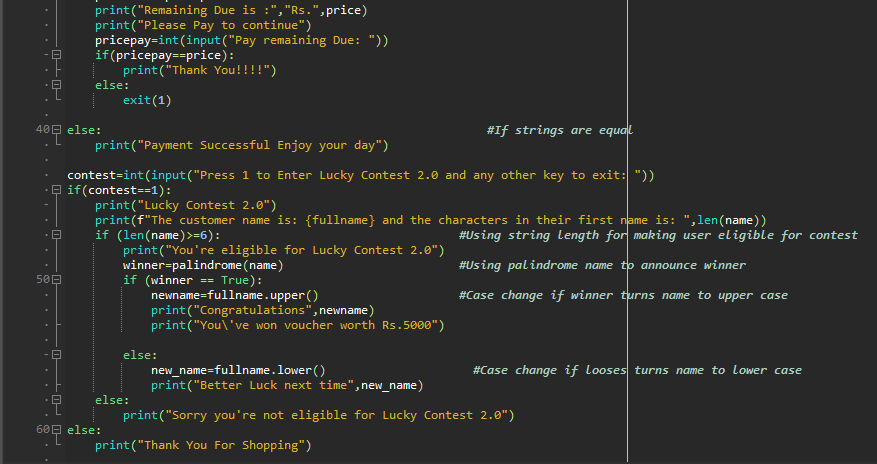 print("Remaining Due is :","Rs.",price)
print("Please Pay to continue")
pricepay=int(input("Pay remaining Due: "))
if(pricepay==price):
print("Thank You!!!!")
else:
exit(1)
40 else: #If strings are equal
print("Payment Successful Enjoy your day")
contest=int(input("Press 1 to Enter Lucky Contest 2.0 and any other key to exit: "))
if(contest==1):
print("Lucky Contest 2.0")
print(f"The customer name is: {fullname} and the characters in their first name is: ",len(name))
if (len(name)>=6): #Using string length for making user eligible for contest
print("You're eligible for Lucky Contest 2.0")
winner=palindrome(name) #Using palindrome name to announce winner
50 if (winner == True):
newname=fullname.upper() #Case change if winner turns name to upper case
print("Congratulations",newname)
print("You\'ve won voucher worth Rs.5000")
else:
new_name=fullname.lower() #Case change if looses turns name to lower case
print("Better Luck next time",new_name)
else:
print("Sorry you're not eligible for Lucky Contest 2.0")
60 else:
print("Thank You For Shopping")